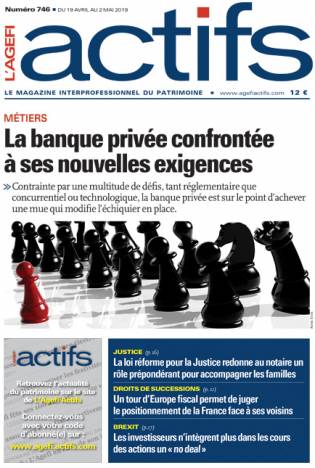 Numéro 746 ■ DU 19 AVRIL AU 2 MAI 2019
L'AGEFI
actifs
LE MAGAZINE INTERPROFESSIONNEL DU PATRIMOINE • www.agefiactifs.com 12 €
MÉTIERS
La banque privée confrontée
à ses nouvelles exigences
>> Contrainte par une multitude de défis, tant réglementaire que
concurrentiel ou technologique, la banque privée est sur le point d'achever
une mue qui modifie l'échiquier en place.
actifs
Retrouvez l'actualité
du patrimoine sur le site
de L'Agefi Actifs
Connectez-vous
avec votre code
d'abonné(e) sur :
www.agefiactifs.com
JUSTICE (p.16)
La loi réforme pour la Justice redonne au notaire un
rôle prépondérant pour accompagner les familles
DROITS DE SUCCESSIONS (p.12)
Un tour d'Europe fiscal permet de juger
le positionnement de la France face à ses voisins
BREXIT (p.17)
Les investisseurs n'intègrent plus dans les cours
des actions un « no deal »